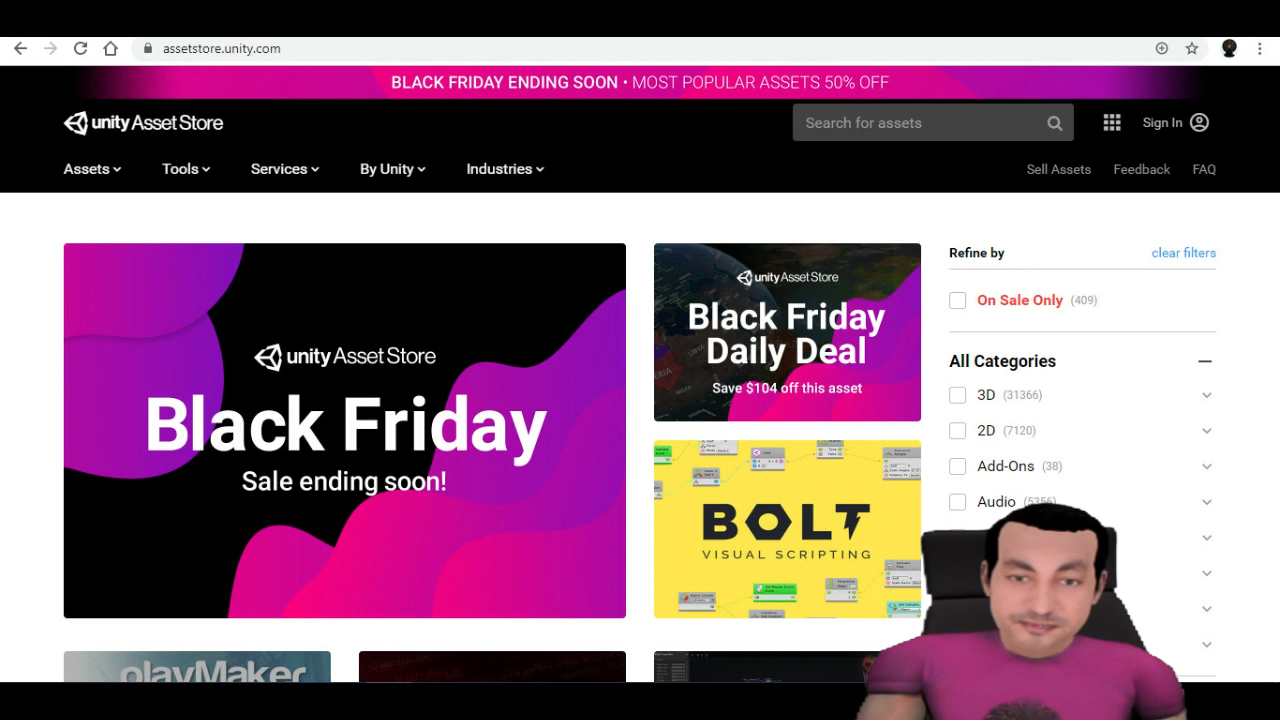 assetstore.unity.com
BLACK FRIDAY ENDING SOON • MOST POPULAR ASSETS 50% OFF
unity Asset Store
Search for assets
Sign In
Assets
Tools
Services
By Unity
Industries
Sell Assets
Feedback
FAQ
unity Asset Store
Black Friday
Sale ending soon!
unity Asset Store
Black Friday
Daily Deal
Save $104 off this asset
LIBYA
BOLT
VISUAL SCRIPTING
Refine by
clear filters
On Sale Only (409)
All Categories
3D (31366)
2D (7120)
Add-Ons (38)
Audio (5356)
playMaker